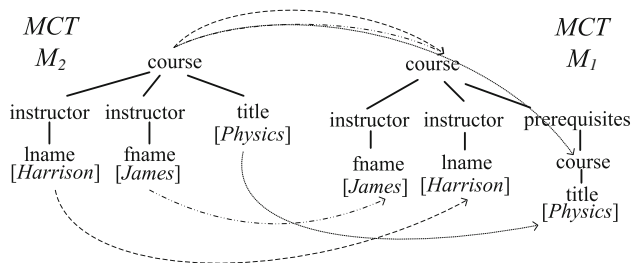 MCT
M2
course
instructor instructor title
[Physics]
lname fname
[Harrison] [James]
MCT
M1
course
instructor instructor prerequisites
fname lname course
[James] [Harrison] title
[Physics]